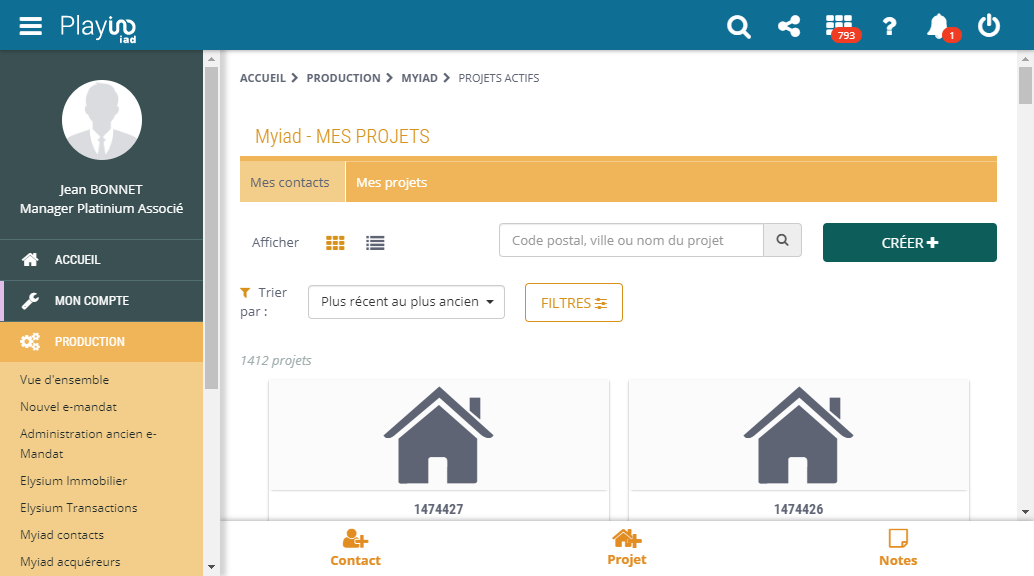 Playiad
iad
793
?
1
Jean BONNET
Manager Platinium Associé
ACCUEIL
MON COMPTE
PRODUCTION
Vue d'ensemble
Nouvel e-mandat
Administration ancien e-
Mandat
Elysium Immobilier
Elysium Transactions
Myiad contacts
Myiad acquéreurs
ACCUEIL > PRODUCTION > MYIAD > PROJETS ACTIFS
Myiad - MES PROJETS
Mes contacts
Mes projets
Afficher
Code postal, ville ou nom du projet
CRÉER
Trier
par :
Plus récent au plus ancien
FILTRES
1412 projets
1474427
1474426
Contact
Projet
Notes